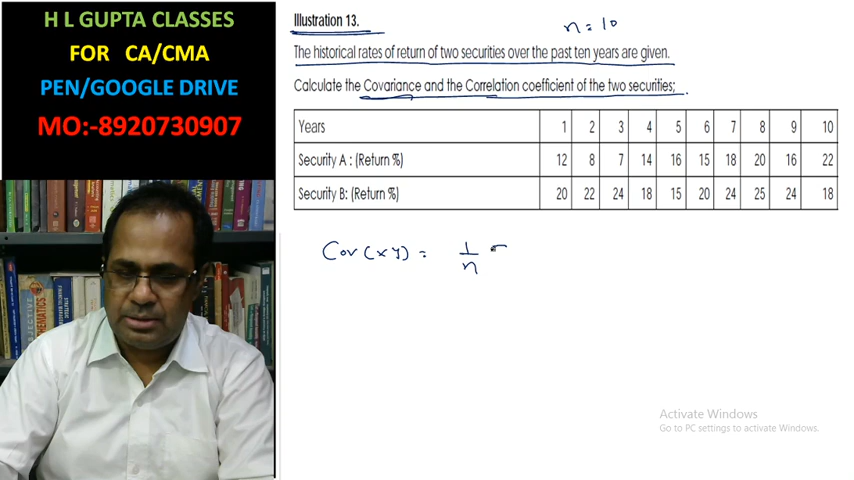 H L GUPTA CLASSES
FOR CA/CMA
PEN/GOOGLE DRIVE
MO:-8920730907
Illustration 13.
n = 10
The historical rates of return of two securities over the past ten years are given.
Calculate the Covariance and the Correlation coefficient of the two securities;
Years 1 2 3 4 5 6 7 8 9 10
Security A : (Return %) 12 8 7 14 16 15 18 20 16 22
Security B: (Return %) 20 22 24 18 15 20 24 25 24 18
Cov (x y) = 1/n
Activate Windows
Go to PC settings to activate Windows.